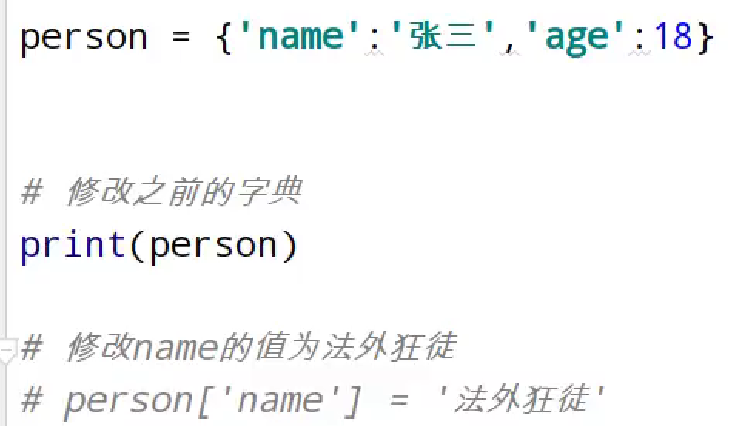 person = {'name':'张三','age':18}
# 修改之前的字典
print(person)
# 修改name的值为法外狂徒
# person['name'] = '法外狂徒'